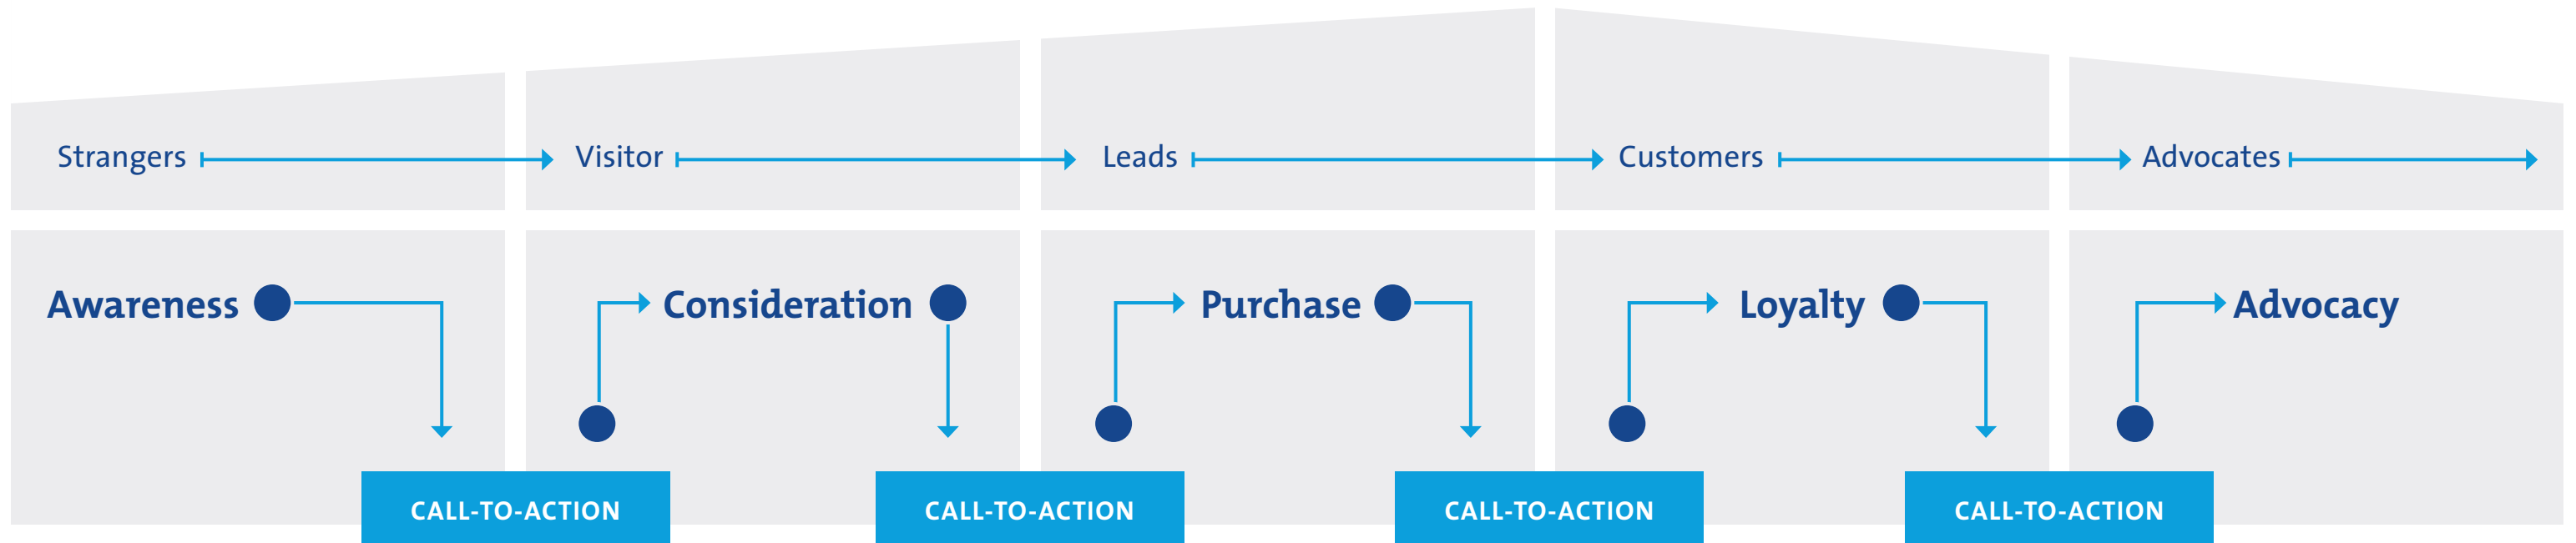 Strangers
Visitor
Leads
Customers
Advocates
Awareness
Consideration
Purchase
Loyalty
Advocacy
CALL-TO-ACTION
CALL-TO-ACTION
CALL-TO-ACTION
CALL-TO-ACTION